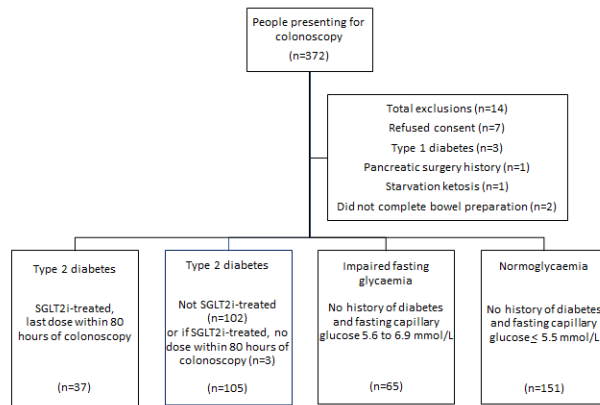 People presenting for
colonoscopy
(n=372)
Total exclusions (n=14)
Refused consent (n=7)
Type 1 diabetes (n=3)
Pancreatic surgery history (n=1)
Starvation ketosis (n=1)
Did not complete bowel preparation (n=2)
Type 2 diabetes
SGLT2i-treated,
last dose within 80
hours of colonoscopy
(n=37)
Type 2 diabetes
Not SGLT2i-treated
(n=102)
or if SGLT2i-treated, no
dose within 80 hours of
colonoscopy (n=3)
(n=105)
Impaired fasting
glycaemia
No history of diabetes
and fasting capillary
glucose 5.6 to 6.9 mmol/L
(n=65)
Normoglycaemia
No history of diabetes
and fasting capillary
glucose ≤ 5.5 mmol/L
(n=151)